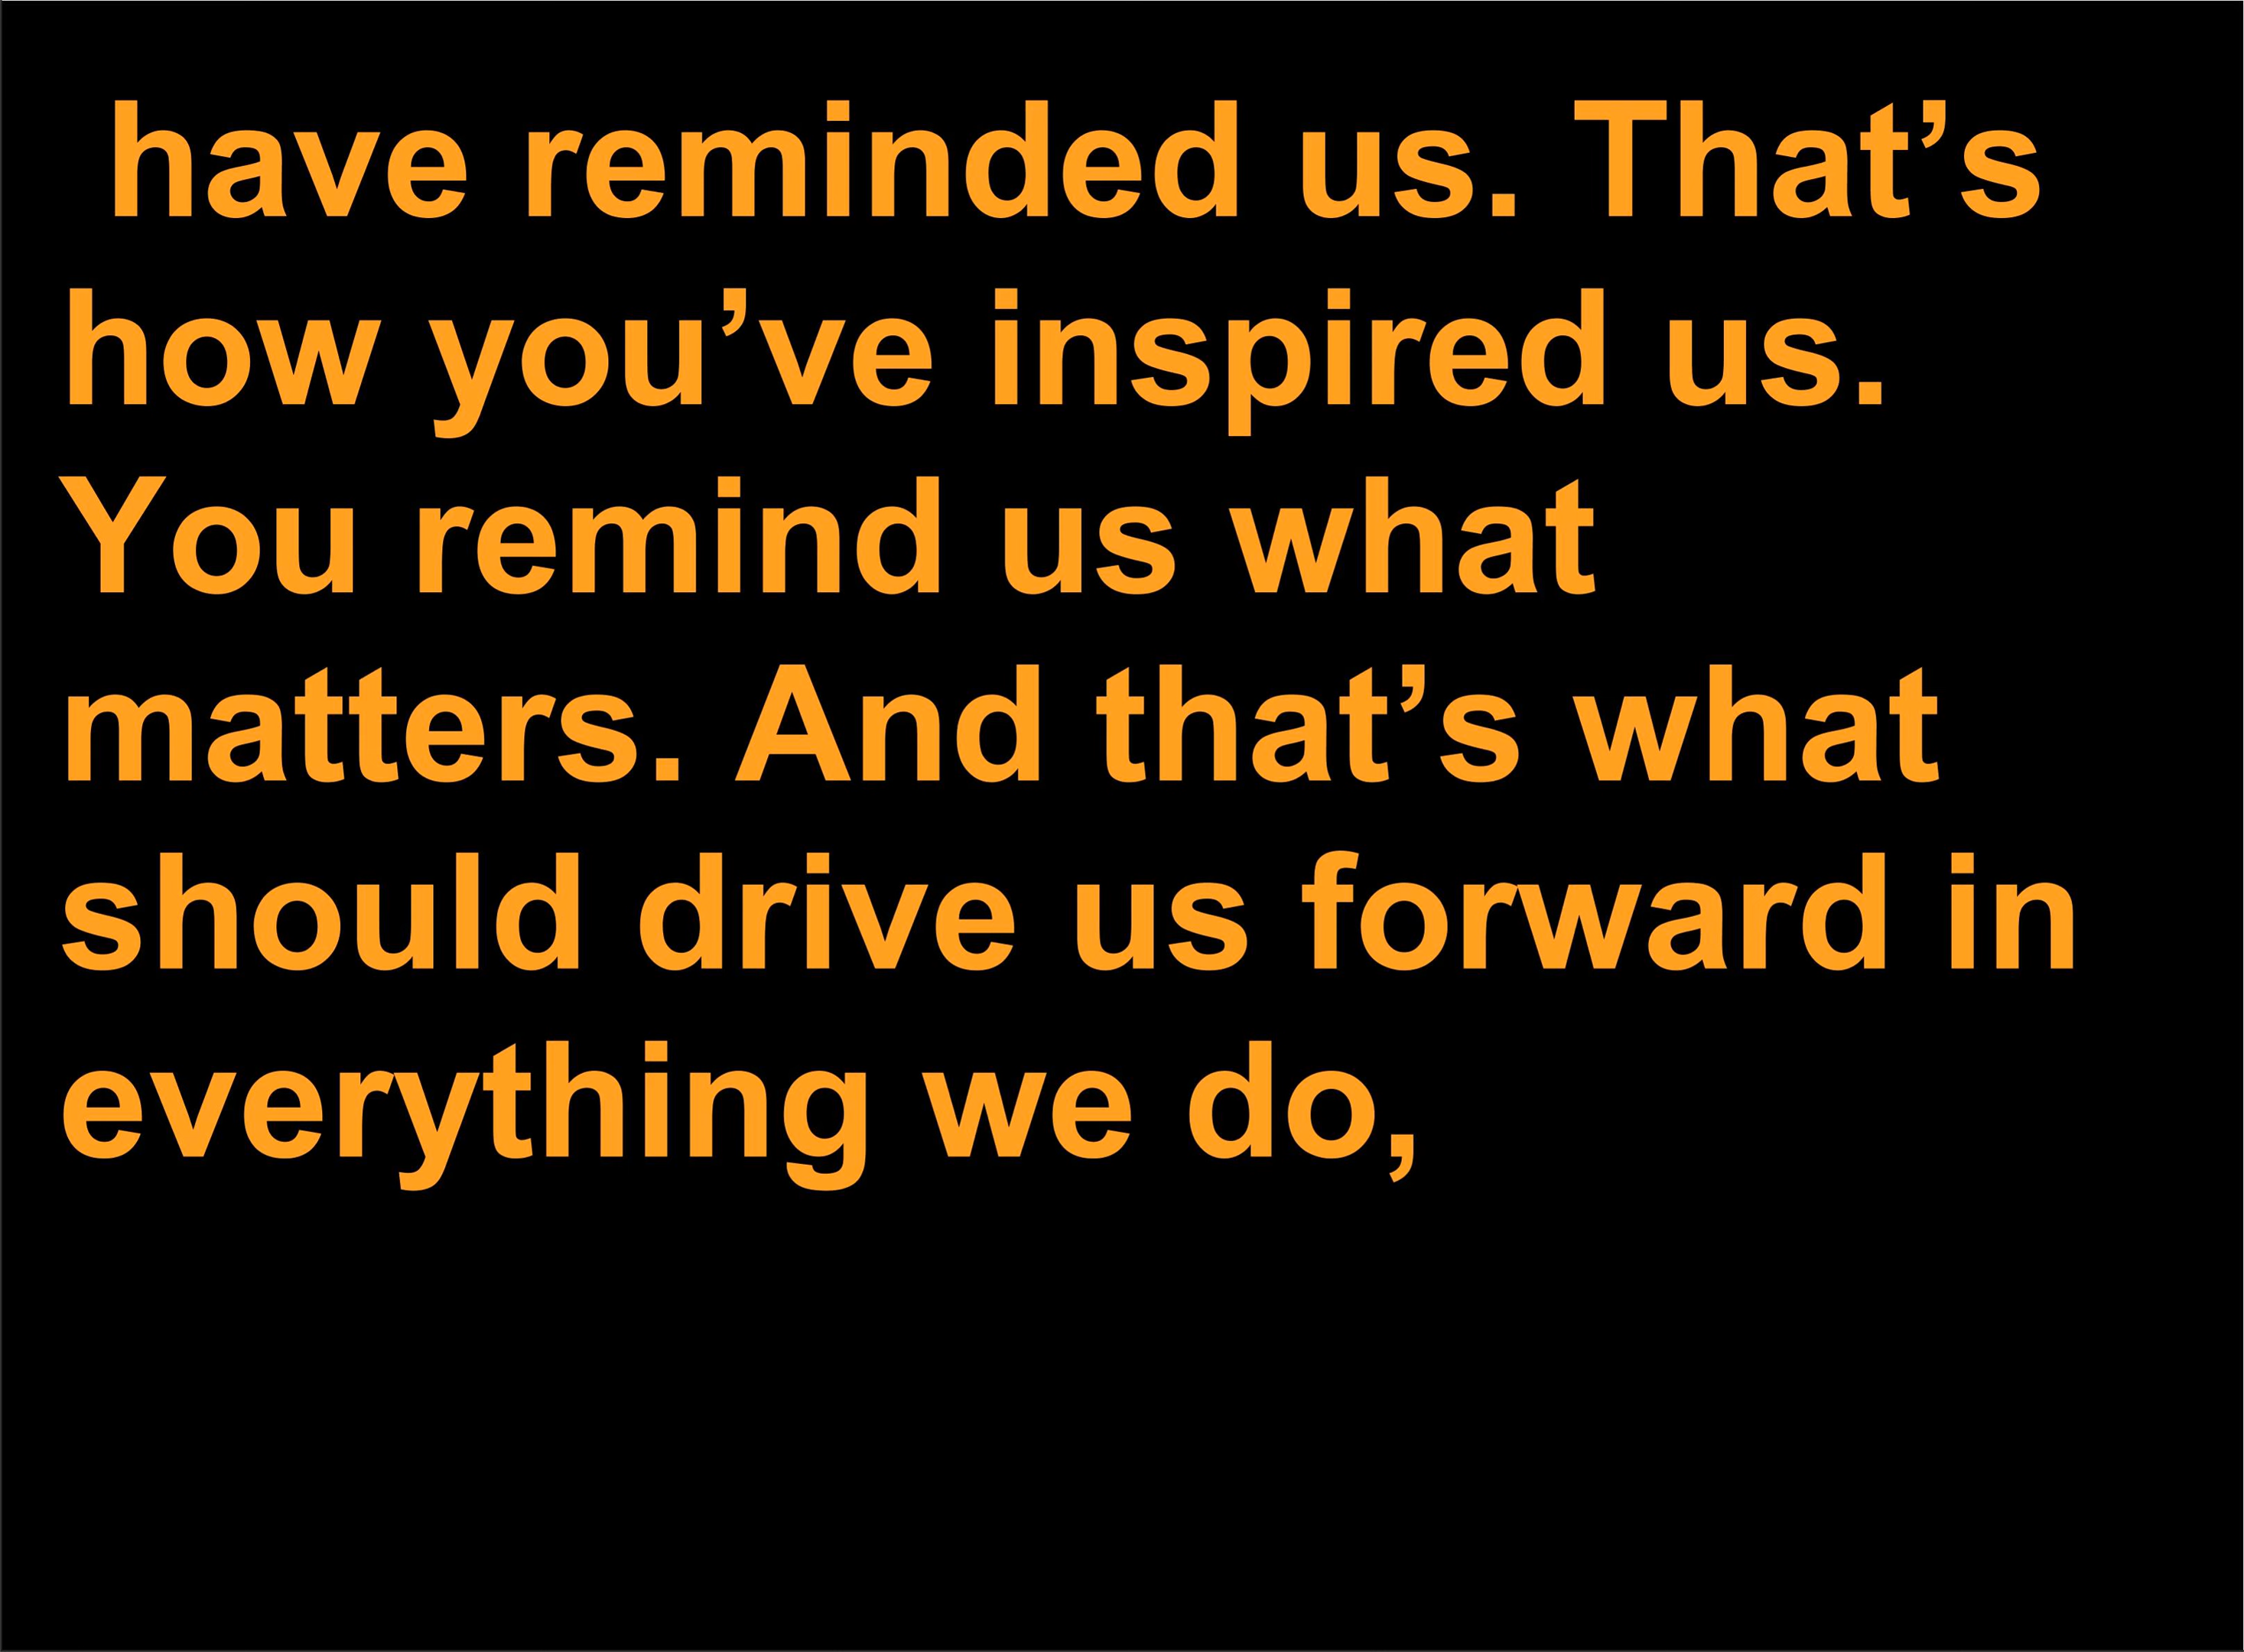 have reminded us. That’s
how you’ve inspired us.
You remind us what
matters. And that’s what
should drive us forward in
everything we do,